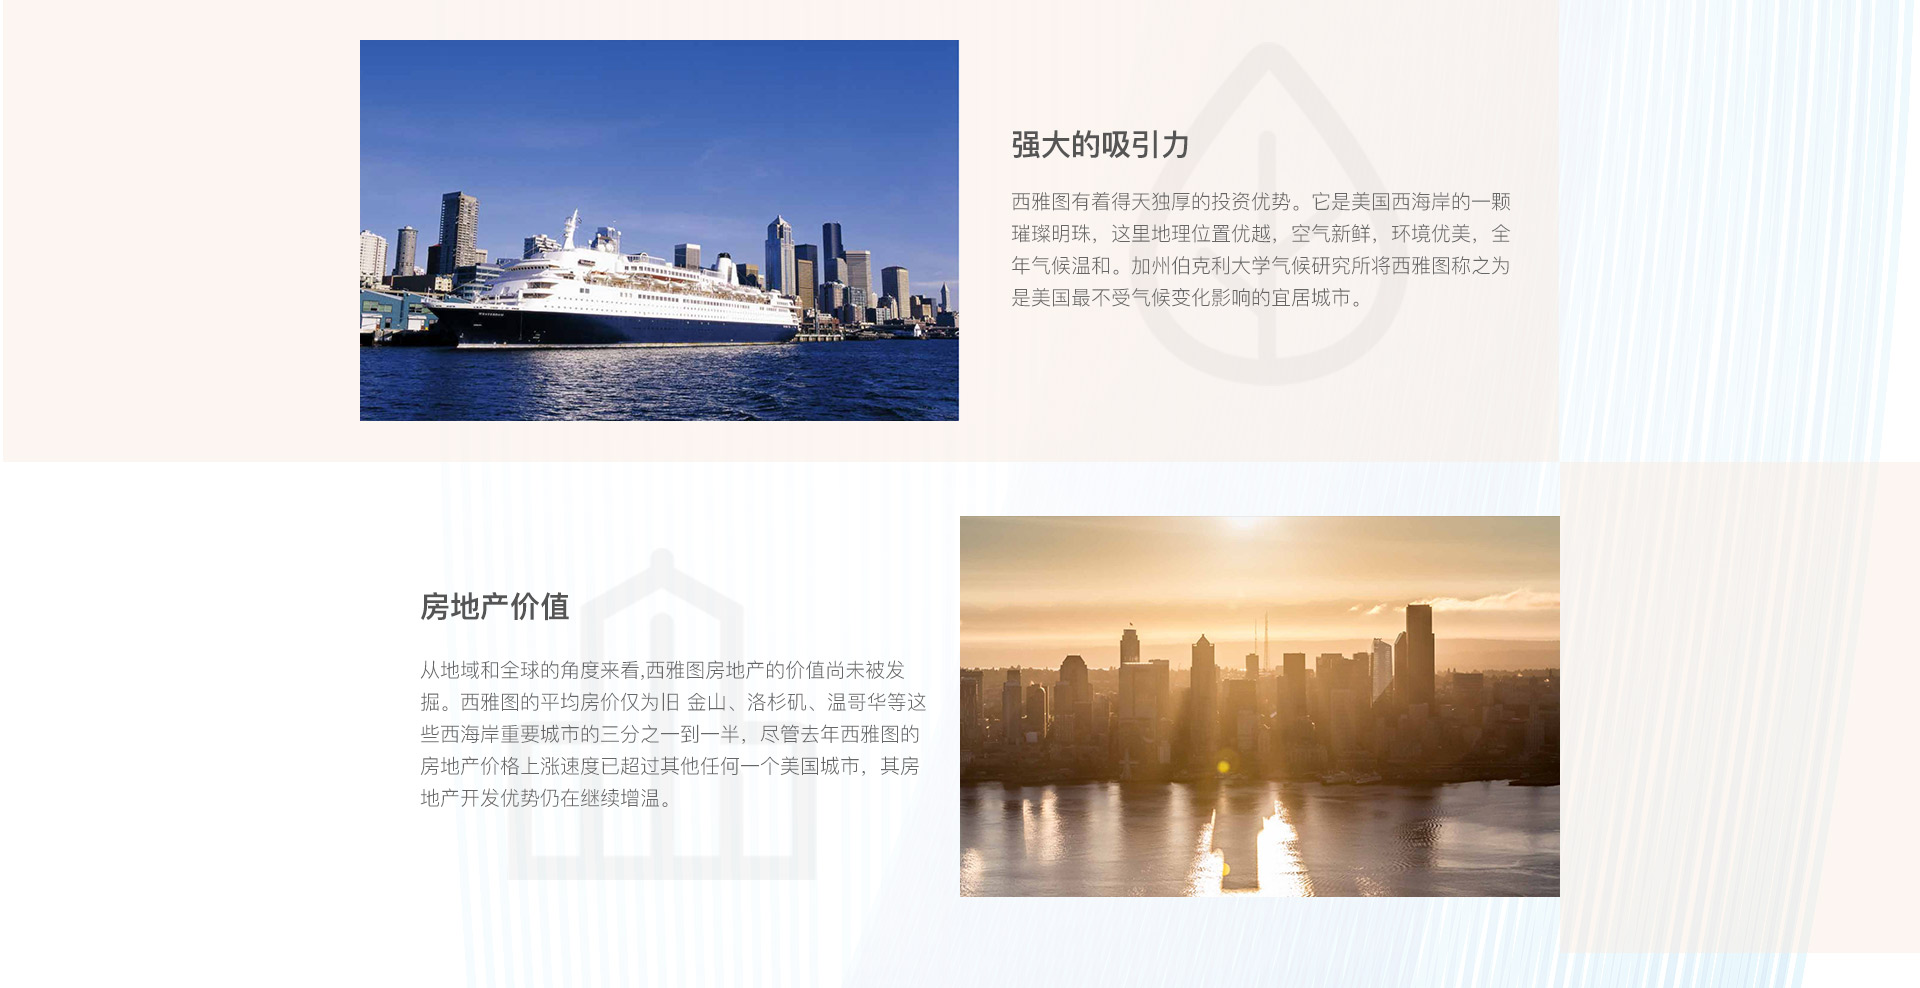 强大的吸引力
西雅图有着得天独厚的投资优势。它是美国西海岸的一颗
璀璨明珠，这里地理位置优越，空气新鲜，环境优美，全
年气候温和。加州伯克利大学气候研究所将西雅图称之为
是美国最不受气候变化影响的宜居城市。
房地产价值
从地域和全球的角度来看,西雅图房地产的价值尚未被发
掘。西雅图的平均房价仅为旧 金山、洛杉矶、温哥华等这
些西海岸重要城市的三分之一到一半，尽管去年西雅图的
房地产价格上涨速度已超过其他任何一个美国城市，其房
地产开发优势仍在继续增温。